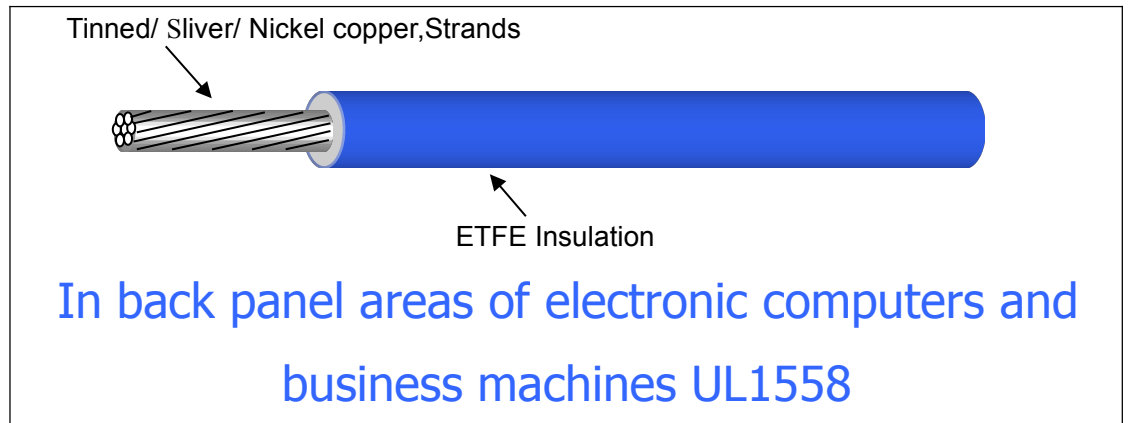 Tinned/ Sliver/ Nickel copper,Strands
ETFE Insulation
In back panel areas of electronic computers and
business machines UL1558